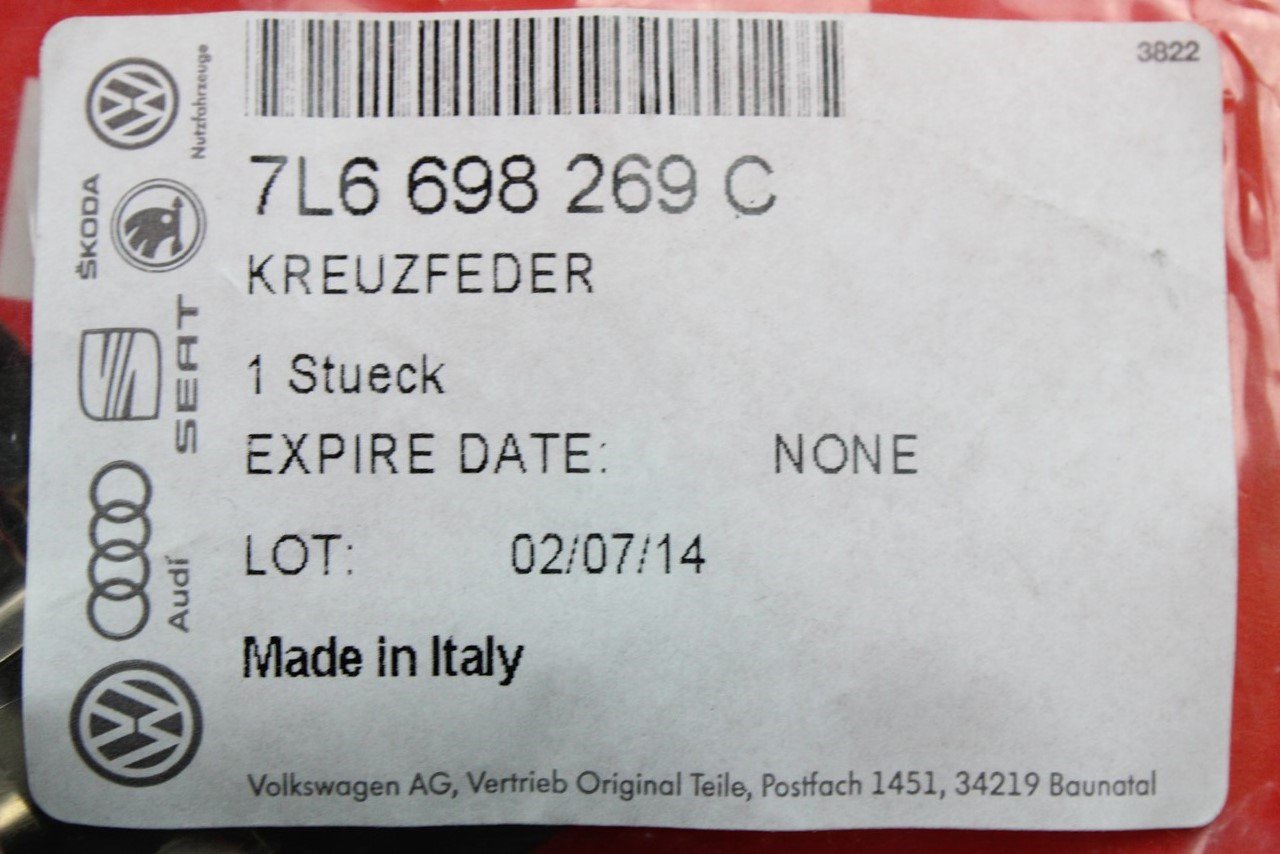 3822
Nutzfahrzeuge
ŠKODA
SEAT
Audi
7L6 698 269 C
KREUZFEDER
1 Stueck
EXPIRE DATE: NONE
LOT: 02/07/14
Made in Italy
Volkswagen AG, Vertrieb Original Teile, Postfach 1451, 34219 Baunatal